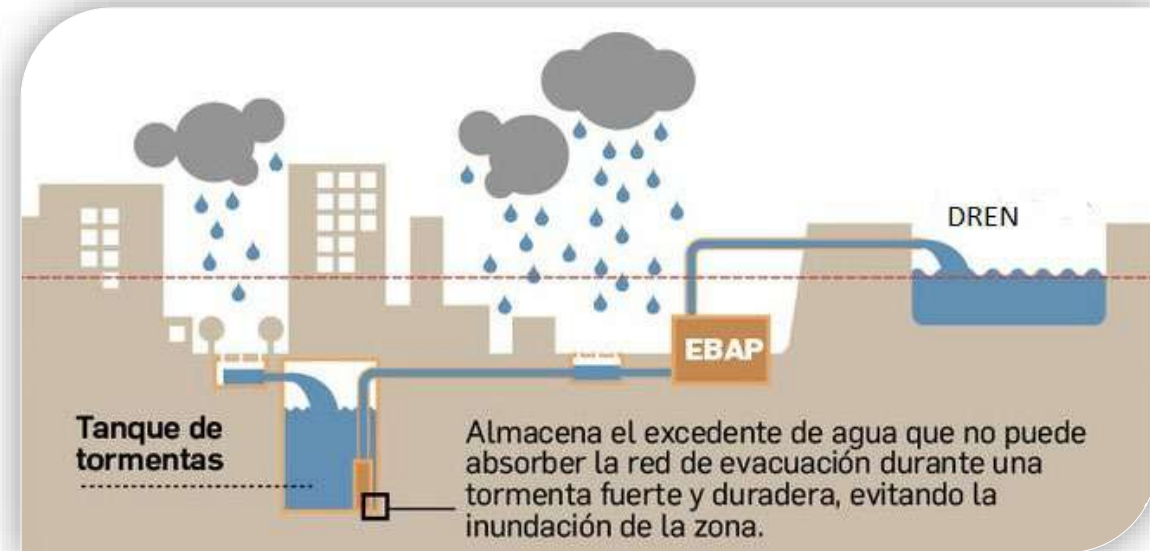 DREN
EBAP
Tanque de
tormentas
Almacena el excedente de agua que no puede
absorber la red de evacuación durante una
tormenta fuerte y duradera, evitando la
inundación de la zona.